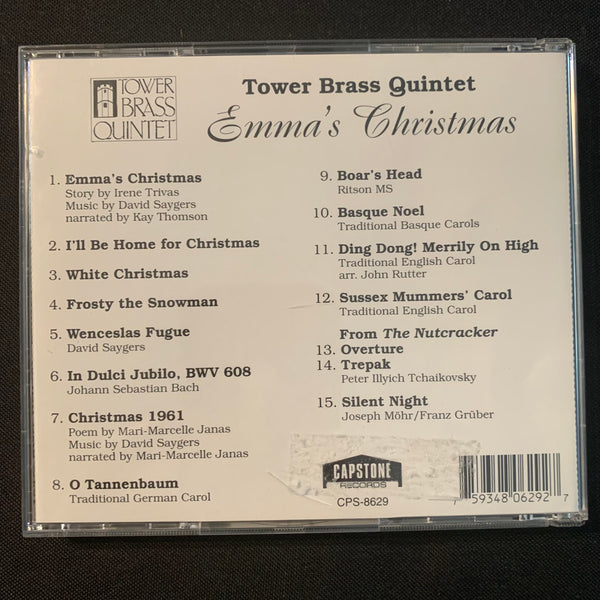 TOWER
BRASS
QUINTET
Tower Brass Quintet
Emma's Christmas
1. Emma's Christmas
Story by Irene Trivas
Music by David Saygers
narrated by Kay Thomson
2. I'll Be Home for Christmas
3. White Christmas
4. Frosty the Snowman
5. Wenceslas Fugue
David Saygers
6. In Dulci Jubilo, BWV 608
Johann Sebastian Bach
7. Christmas 1961
Poem by Mari-Marcelle Janas
Music by David Saygers
narrated by Mari-Marcelle Janas
8. O Tannenbaum
Traditional German Carol
9. Boar's Head
Ritson MS
10. Basque Noel
Traditional Basque Carols
11. Ding Dong! Merrily On High
Traditional English Carol
arr. John Rutter
12. Sussex Mummers' Carol
Traditional English Carol
From The Nutcracker
13. Overture
14. Trepak
Peter Illyich Tchaikovsky
15. Silent Night
Joseph Möhr/Franz Grüber
CAPSTONE
RECORDS
CPS-8629
7 59348 06292 7